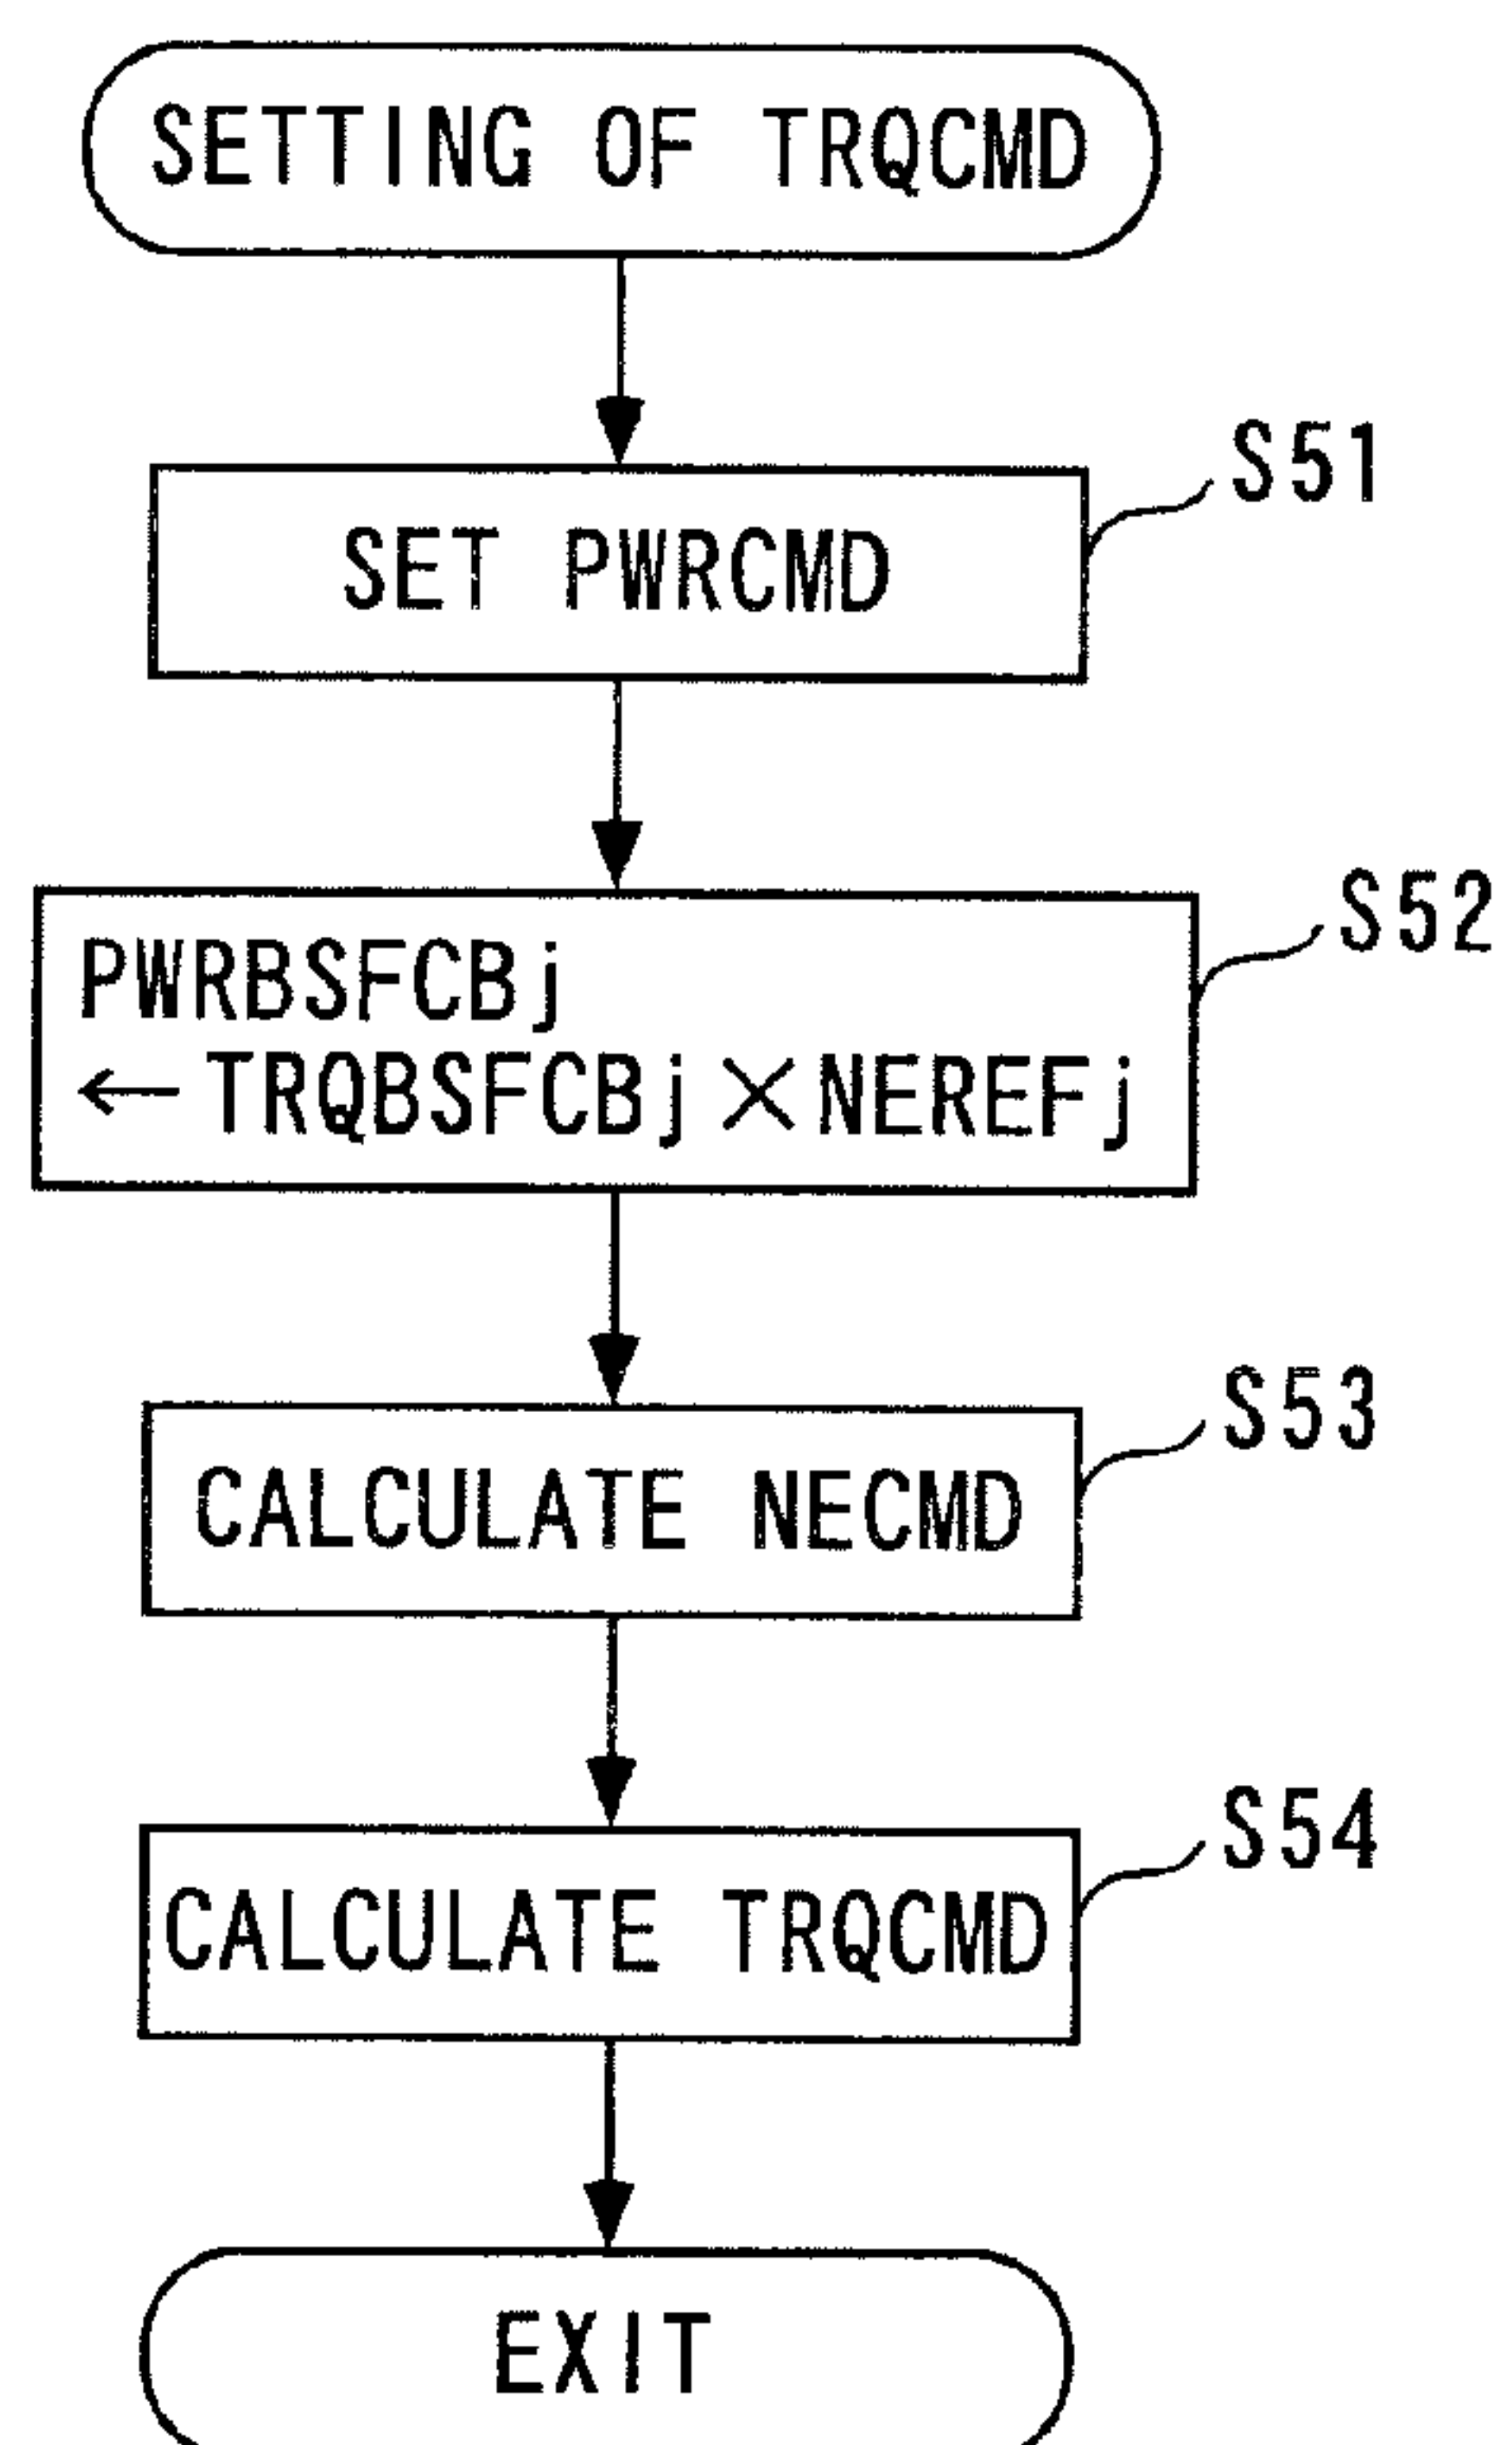 SETTING OF TRQCMD
S51
SET PWRCMD
S52
PWRBSFCBj
← TRQBSFCBj × NEREFj
S53
CALCULATE NECMD
S54
CALCULATE TRQCMD
EXIT